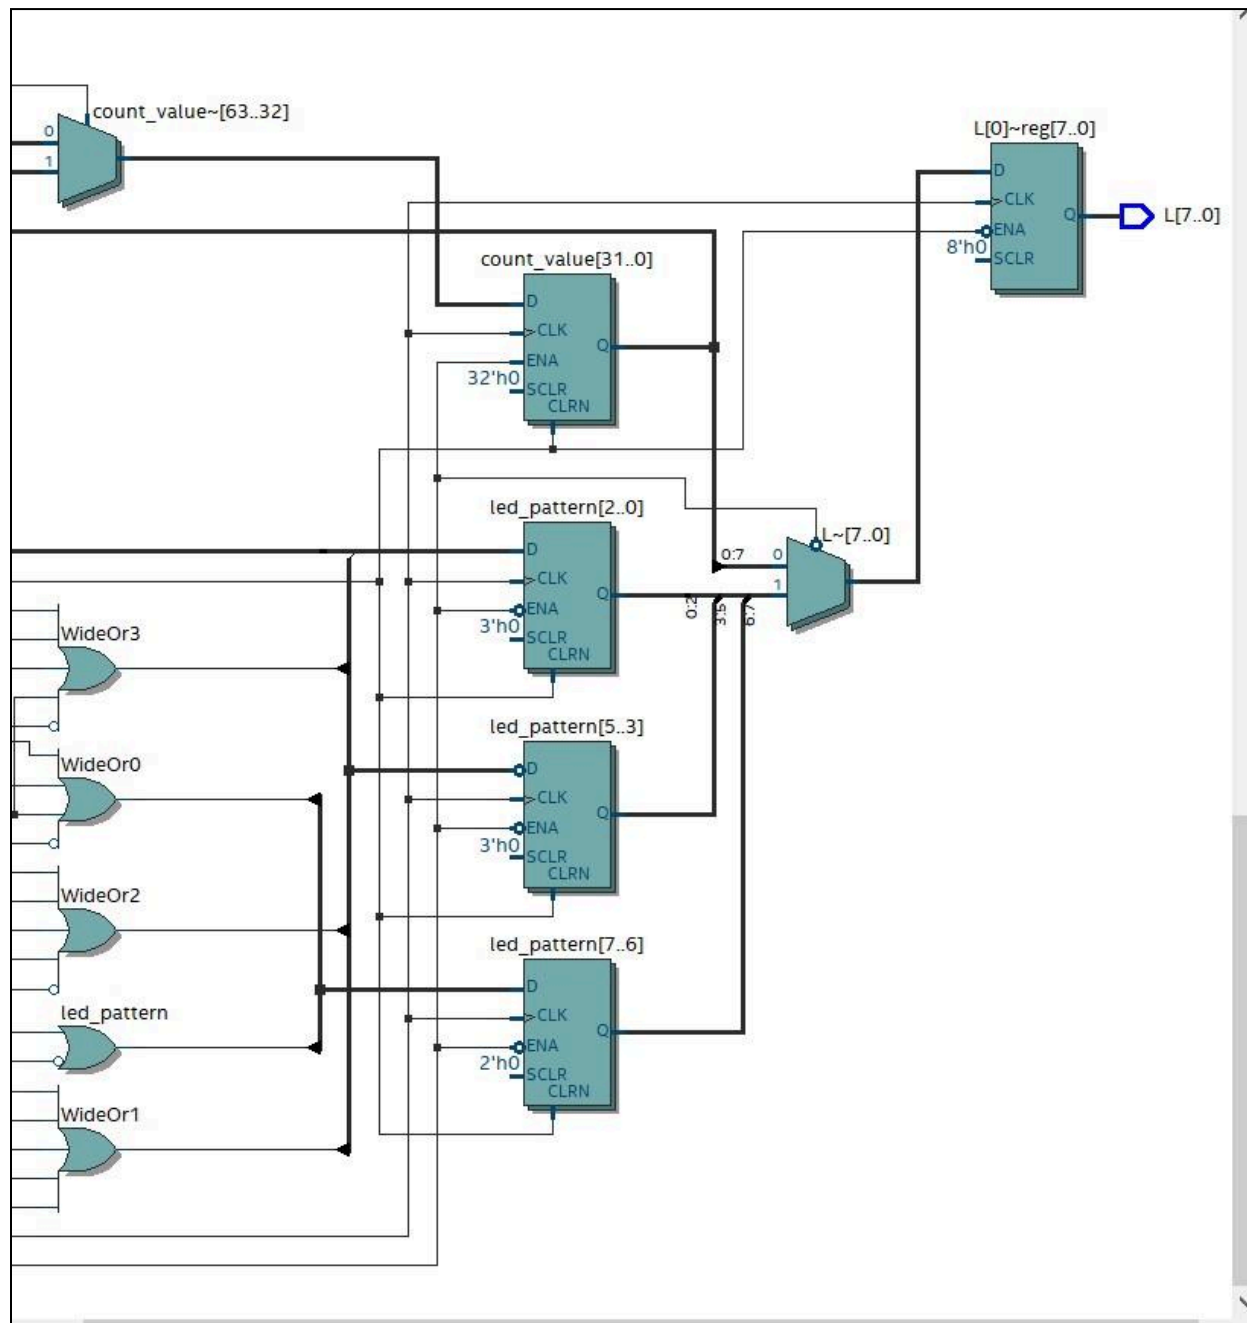 count_value~[63..32]
0
1
L[0]~reg[7..0]
D
CLK
ENA
8'h0
SCLR
Q
L[7..0]
count_value[31..0]
D
CLK
ENA
32'h0
SCLR
CLRN
Q
led_pattern[2..0]
D
CLK
ENA
3'h0
SCLR
CLRN
Q
L~[7..0]
0:7
0
1
0:2
3:5
6:7
WideOr3
led_pattern[5..3]
D
CLK
ENA
3'h0
SCLR
CLRN
Q
WideOr0
WideOr2
led_pattern[7..6]
D
CLK
ENA
2'h0
SCLR
CLRN
Q
led_pattern
WideOr1